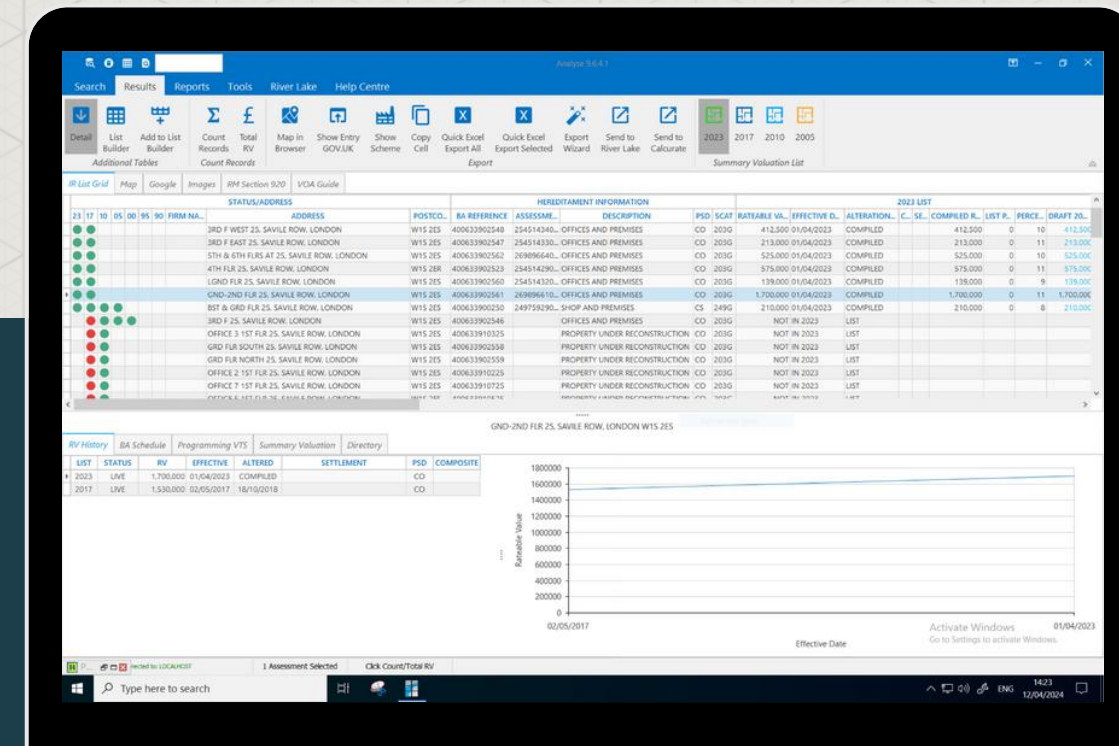 Analyse 9.6.4.1
Search Results Reports Tools River Lake Help Centre
Detail List Builder Add to List Builder Count Records Total RV Map in Browser Show Entry GOV.UK Show Scheme Copy Cell Quick Excel Export All Quick Excel Export Selected Export Wizard Send to River Lake Send to Calcurate 2023 2017 2010 2005
Additional Tables Count Records Export Summary Valuation List
IR List Grid Map Google Images RM Section 920 VOA Guide
STATUS/ADDRESS HEREDITAMENT INFORMATION 2023 LIST
23 17 10 05 00 95 90 FIRM NA... ADDRESS POSTCO... BA REFERENCE ASSESSME... DESCRIPTION PSD SCAT RATEABLE VA... EFFECTIVE D... ALTERATION... C... SE... COMPILED R... LIST P... PERCE... DRAFT 20...
3RD F WEST 25, SAVILE ROW, LONDON W1S 2ES 400633902548 254514340... OFFICES AND PREMISES CO 203G 412,500 01/04/2023 COMPILED 412,500 0 10 412,500
3RD F EAST 25, SAVILE ROW, LONDON W1S 2ES 400633902547 254514330... OFFICES AND PREMISES CO 203G 213,000 01/04/2023 COMPILED 213,000 0 11 213,000
5TH & 6TH FLRS AT 25, SAVILE ROW, LONDON W1S 2ES 400633902562 269896640... OFFICES AND PREMISES CO 203G 525,000 01/04/2023 COMPILED 525,000 0 10 525,000
4TH FLR 25, SAVILE ROW, LONDON W1S 2ER 400633902523 254514290... OFFICES AND PREMISES CO 203G 575,000 01/04/2023 COMPILED 575,000 0 11 575,000
LGND FLR 25, SAVILE ROW, LONDON W1S 2ES 400633902560 254514320... OFFICES AND PREMISES CO 203G 139,000 01/04/2023 COMPILED 139,000 0 9 139,000
GND-2ND FLR 25, SAVILE ROW, LONDON W1S 2ES 400633902561 269896610... OFFICES AND PREMISES CO 203G 1,700,000 01/04/2023 COMPILED 1,700,000 0 11 1,700,000
BST & GRD FLR 25, SAVILE ROW, LONDON W1S 2ES 400633900250 249759290... SHOP AND PREMISES CS 249G 210,000 01/04/2023 COMPILED 210,000 0 8 210,000
3RD F 25, SAVILE ROW, LONDON W1S 2ES 400633902546 OFFICES AND PREMISES CO 203G NOT IN 2023 LIST
OFFICE 3 1ST FLR 25, SAVILE ROW, LONDON W1S 2ES 400633910325 PROPERTY UNDER RECONSTRUCTION CO 203G NOT IN 2023 LIST
GRD FLR SOUTH 25, SAVILE ROW, LONDON W1S 2ES 400633902558 PROPERTY UNDER RECONSTRUCTION CO 203G NOT IN 2023 LIST
GRD FLR NORTH 25, SAVILE ROW, LONDON W1S 2ES 400633902559 PROPERTY UNDER RECONSTRUCTION CO 203G NOT IN 2023 LIST
OFFICE 2 1ST FLR 25, SAVILE ROW, LONDON W1S 2ES 400633910225 PROPERTY UNDER RECONSTRUCTION CO 203G NOT IN 2023 LIST
OFFICE 7 1ST FLR 25, SAVILE ROW, LONDON W1S 2ES 400633910725 PROPERTY UNDER RECONSTRUCTION CO 203G NOT IN 2023 LIST
GND-2ND FLR 25, SAVILE ROW, LONDON W1S 2ES
RV History BA Schedule Programming VTS Summary Valuation Directory
LIST STATUS RV EFFECTIVE ALTERED SETTLEMENT PSD COMPOSITE
2023 LIVE 1,700,000 01/04/2023 COMPILED CO
2017 LIVE 1,530,000 02/05/2017 18/10/2018 CO
1800000
1600000
1400000
1200000
1000000
800000
600000
400000
200000
0
Rateable Value
02/05/2017 01/04/2023
Effective Date
Activate Windows
Go to Settings to activate Windows.
P... ected to: LOCALHOST 1 Assessment Selected Click Count/Total RV
Type here to search
ENG 14:23
12/04/2024